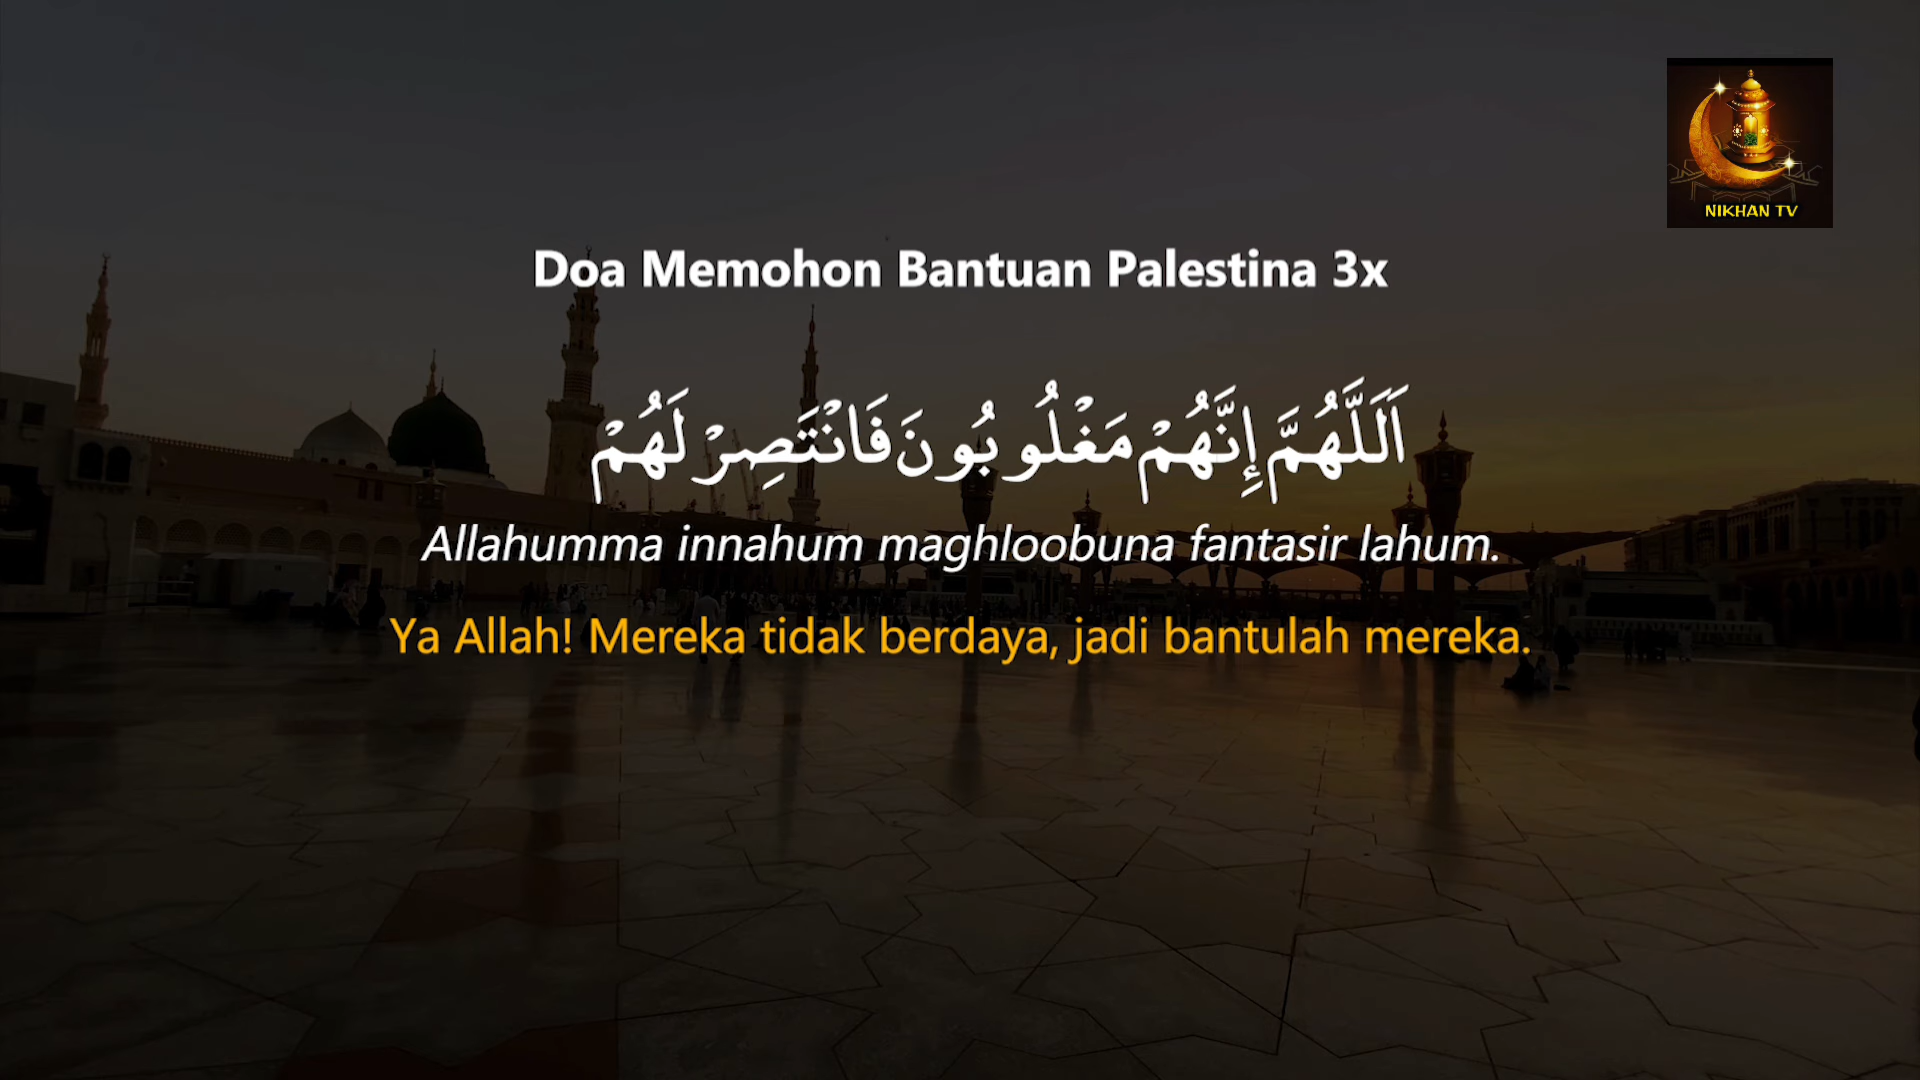 NIKHAN TV
Doa Memohon Bantuan Palestina 3x
اَللَّهُمَّ إِنَّهُمْ مَغْلُوبُونَ فَانْتَصِرْ لَهُمْ
Allahumma innahum maghloobuna fantasir lahum.
Ya Allah! Mereka tidak berdaya, jadi bantulah mereka.